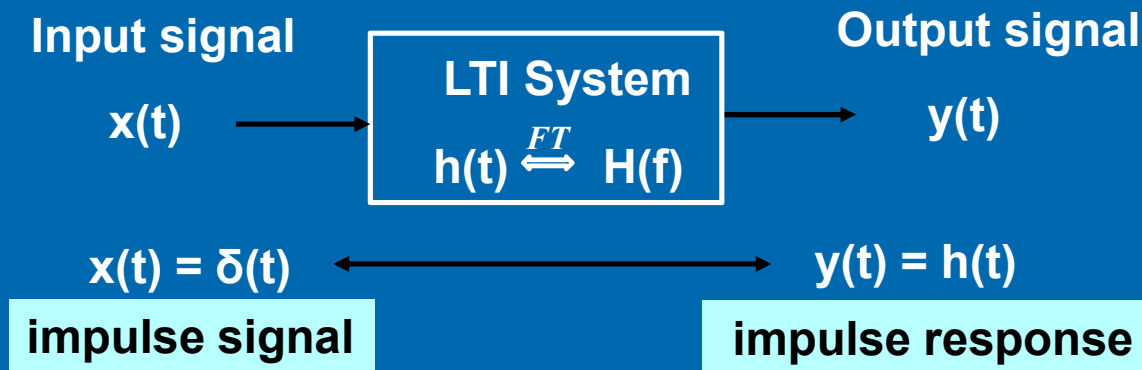 Input signal
Output signal
LTI System
x(t)
y(t)
FT
h(t) ⟺ H(f)
x(t) = δ(t)
y(t) = h(t)
impulse signal
impulse response